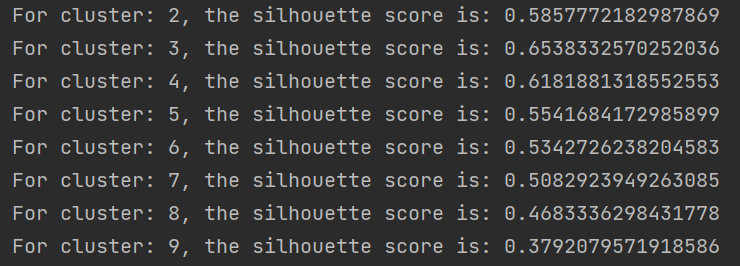 For cluster: 2, the silhouette score is: 0.5857772182987869
For cluster: 3, the silhouette score is: 0.6538332570252036
For cluster: 4, the silhouette score is: 0.6181881318552553
For cluster: 5, the silhouette score is: 0.5541684172985899
For cluster: 6, the silhouette score is: 0.5342726238204583
For cluster: 7, the silhouette score is: 0.5082923949263085
For cluster: 8, the silhouette score is: 0.4683336298431778
For cluster: 9, the silhouette score is: 0.3792079571918586